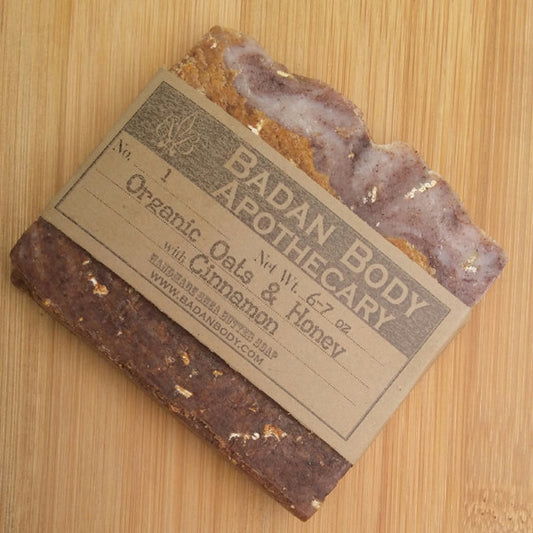 BADAN BODY
APOTHECARY
No. 1
Net Wt. 6-7 oz
Organic Oats & Honey
with Cinnamon
HANDMADE SHEA BUTTER SOAP
WWW.BADANBODY.COM